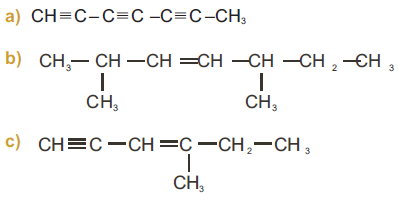 a) CH≡C–C≡C –C≡C –CH₃
b) CH₃— CH —CH ═CH —CH —CH ₂ —CH ₃
CH₃ CH₃
c) CH≡C —CH ═C —CH₂— CH ₃
CH₃